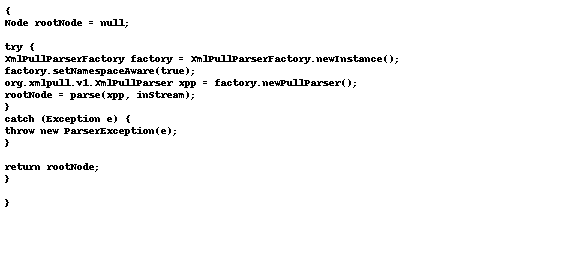 {
Node rootNode = null;

try {
XmlPullParserFactory factory = XmlPullParserFactory.newInstance();
factory.setNamespaceAware(true);
org.xmlpull.v1.XmlPullParser xpp = factory.newPullParser();
rootNode = parse(xpp, inStream);
}
catch (Exception e) {
throw new ParserException(e);
}

return rootNode;
}

}